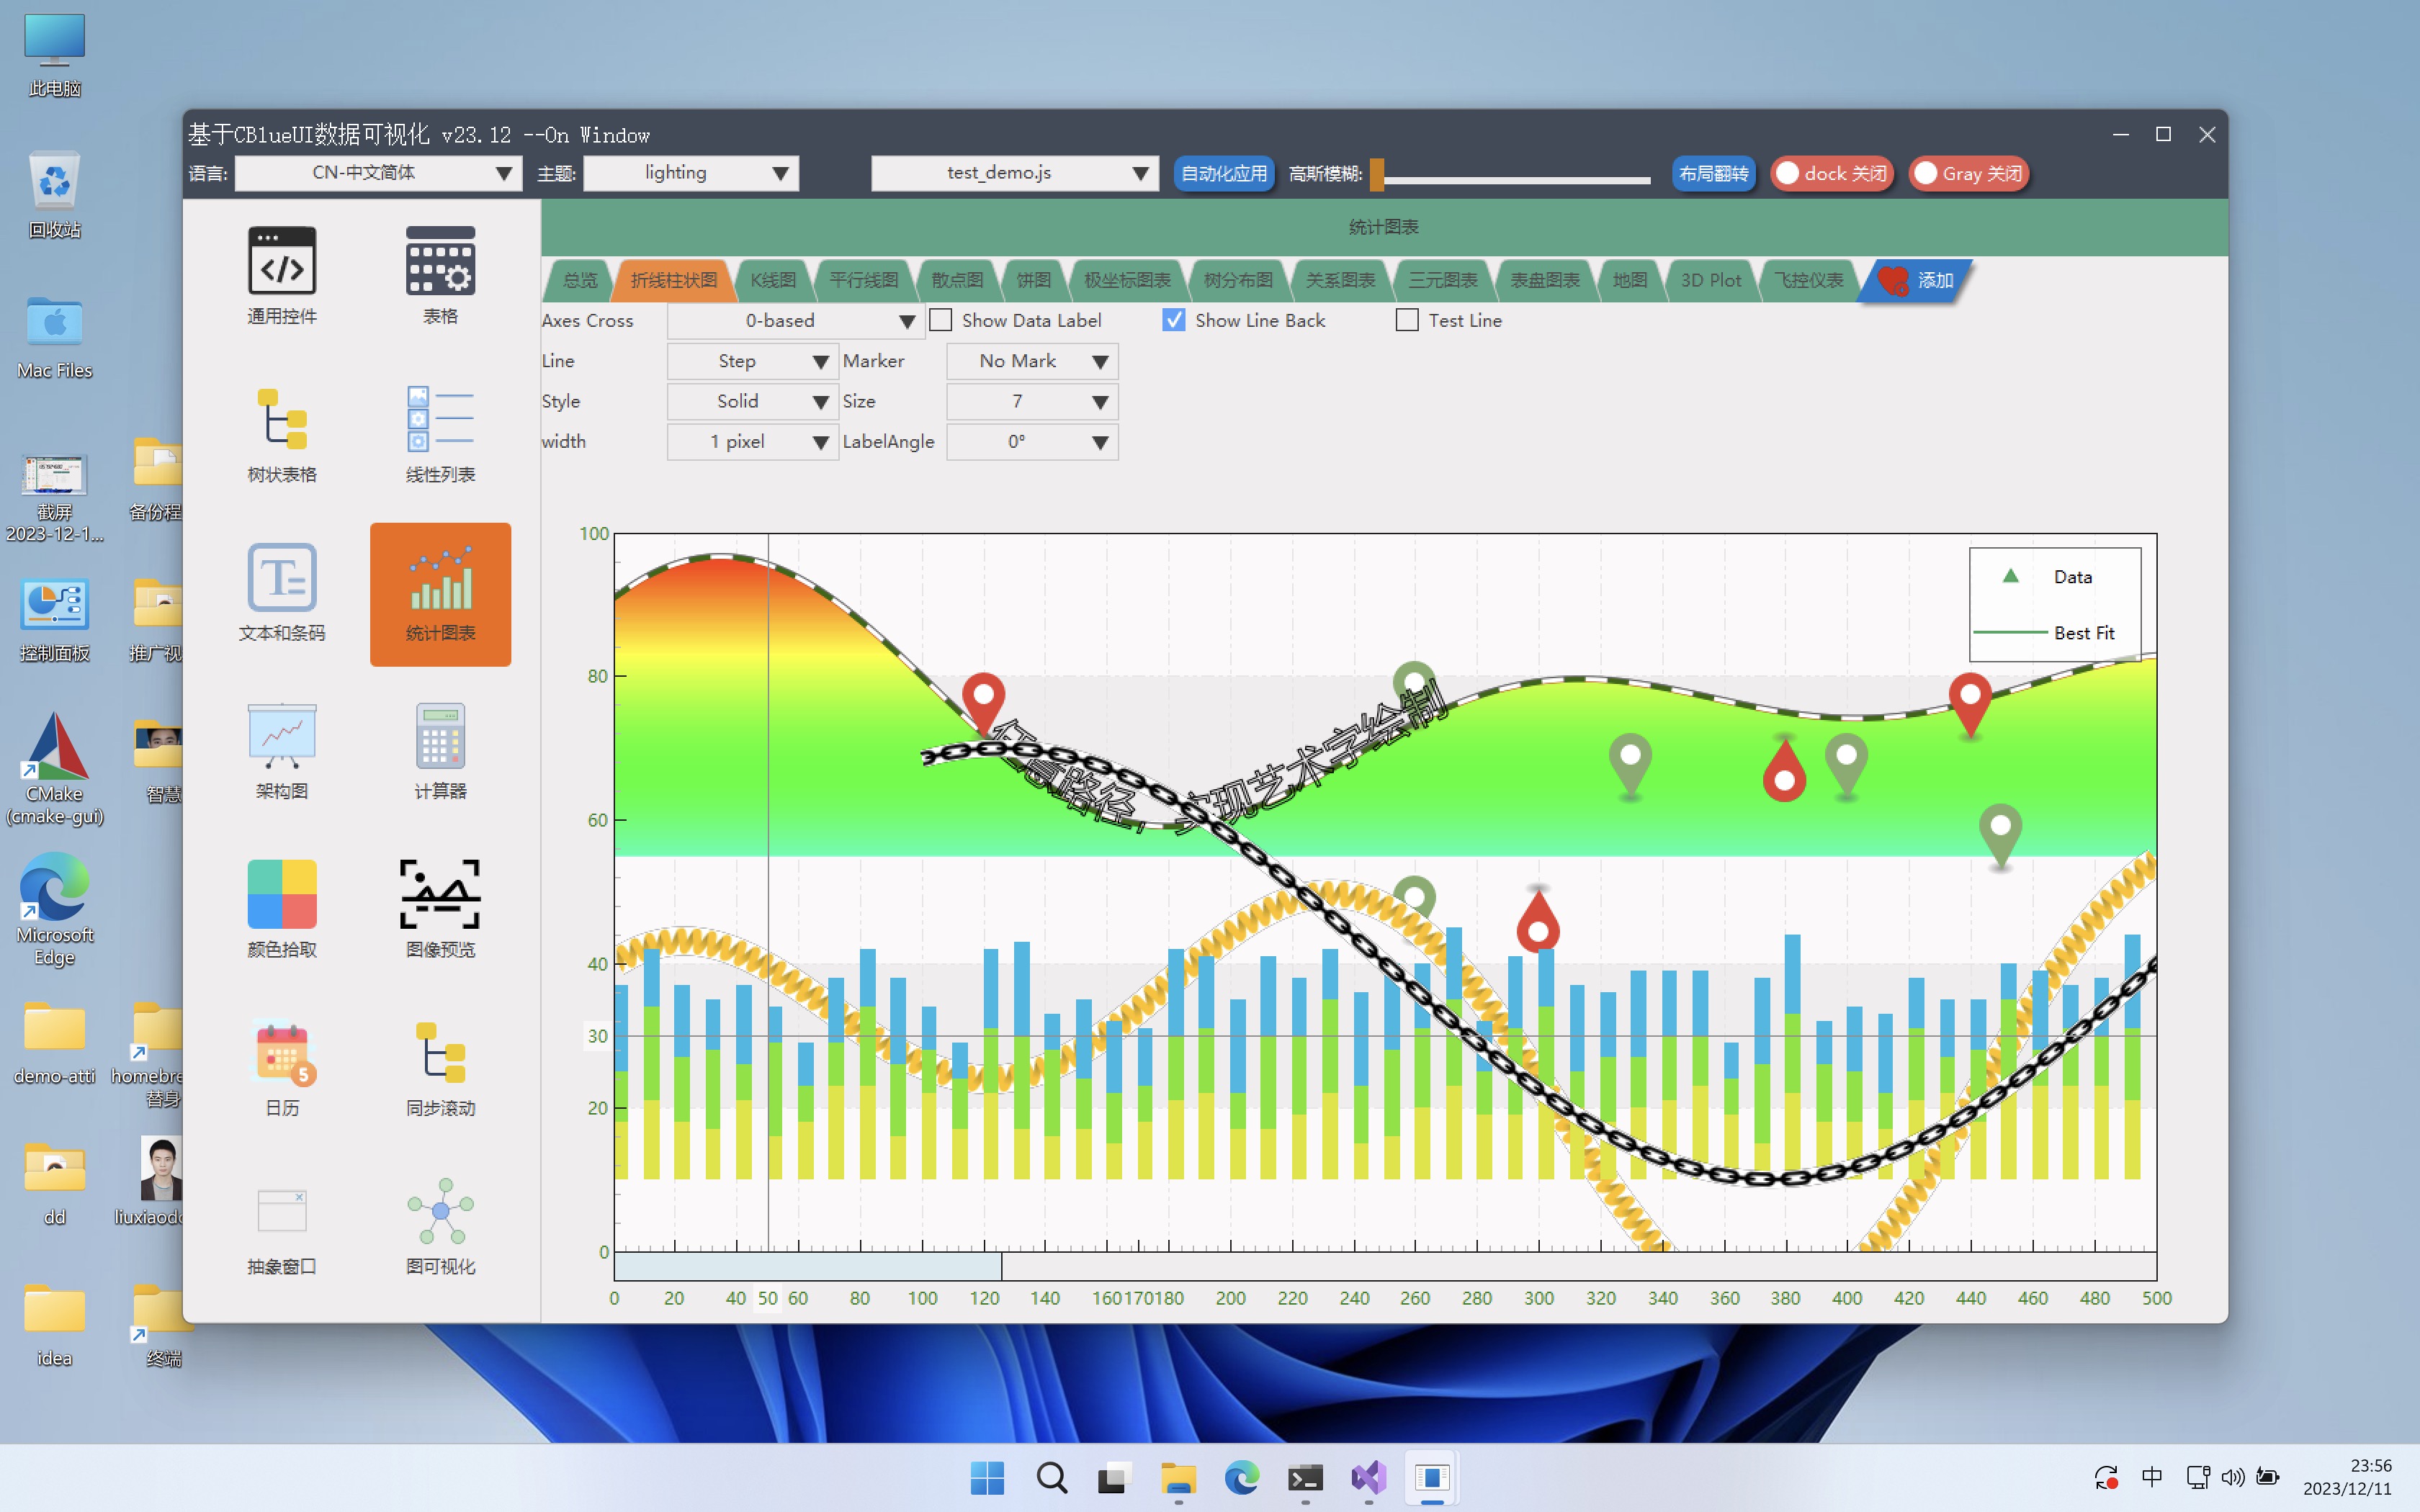 此电脑
回收站
Mac Files
截屏
2023-12-1...
备份程
控制面板
推广视
CMake
(cmake-gui)
智慧
Microsoft
Edge
demo-atti
homebre
替身
dd
liuxiaod
idea
终端
基于CBlueUI数据可视化 v23.12 --On Window
语言: CN-中文简体 主题: lighting test_demo.js 自动化应用 高斯模糊: 布局翻转 dock 关闭 Gray 关闭
通用控件 表格
树状表格 线性列表
文本和条码 统计图表
架构图 计算器
颜色拾取 图像预览
5
日历 同步滚动
抽象窗口 图可视化
统计图表
总览 折线柱状图 K线图 平行线图 散点图 饼图 极坐标图表 树分布图 关系图表 三元图表 表盘图表 地图 3D Plot 飞控仪表 添加
Axes Cross 0-based Show Data Label Show Line Back Test Line
Line Step Marker No Mark
Style Solid Size 7
width 1 pixel LabelAngle 0°
100
80
60
40
30
20
0
Data
Best Fit
任意路径，实现艺术字绘制
0 20 40 50 60 80 100 120 140 160 170 180 200 220 240 260 280 300 320 340 360 380 400 420 440 460 480 500
中
23:56
2023/12/11